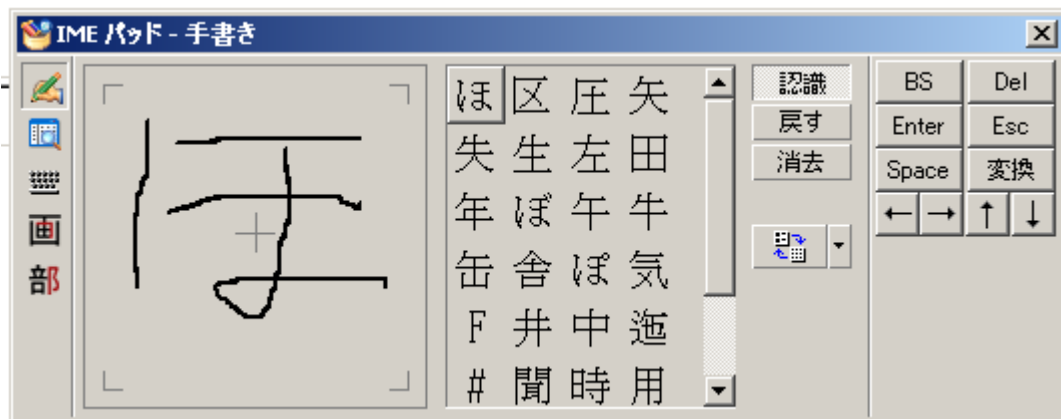 IME パッド - 手書き
ほ
ほ 区 圧 矢
失 生 左 田
年 ぼ 午 牛
缶 舎 ぽ 気
F 井 中 迤
# 聞 時 用
認識
戻す
消去
画
部
BS Del
Enter Esc
Space 変換
← → ↑ ↓